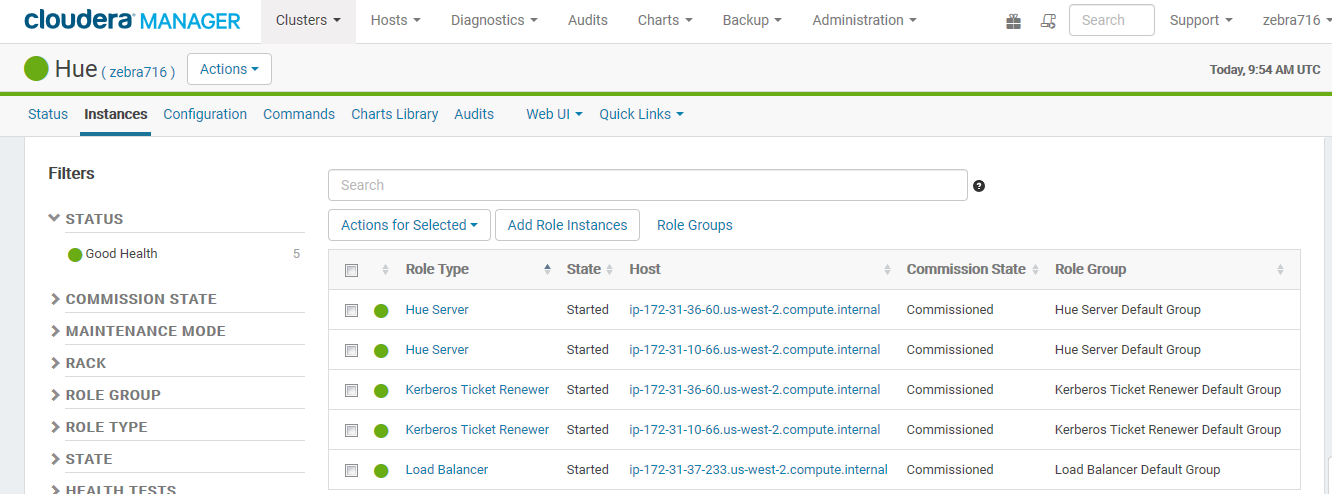 cloudera MANAGER Clusters Hosts Diagnostics Audits Charts Backup Administration Search Support zebra716
Hue ( zebra716 ) Actions Today, 9:54 AM UTC
Status Instances Configuration Commands Charts Library Audits Web UI Quick Links
Filters
Search ?
STATUS
Actions for Selected Add Role Instances Role Groups
Good Health 5
Role Type State Host Commission State Role Group
COMMISSION STATE
Hue Server Started ip-172-31-36-60.us-west-2.compute.internal Commissioned Hue Server Default Group
MAINTENANCE MODE
Hue Server Started ip-172-31-10-66.us-west-2.compute.internal Commissioned Hue Server Default Group
RACK
Kerberos Ticket Renewer Started ip-172-31-36-60.us-west-2.compute.internal Commissioned Kerberos Ticket Renewer Default Group
ROLE GROUP
ROLE TYPE
Kerberos Ticket Renewer Started ip-172-31-10-66.us-west-2.compute.internal Commissioned Kerberos Ticket Renewer Default Group
STATE
Load Balancer Started ip-172-31-37-233.us-west-2.compute.internal Commissioned Load Balancer Default Group
HEALTH TESTS